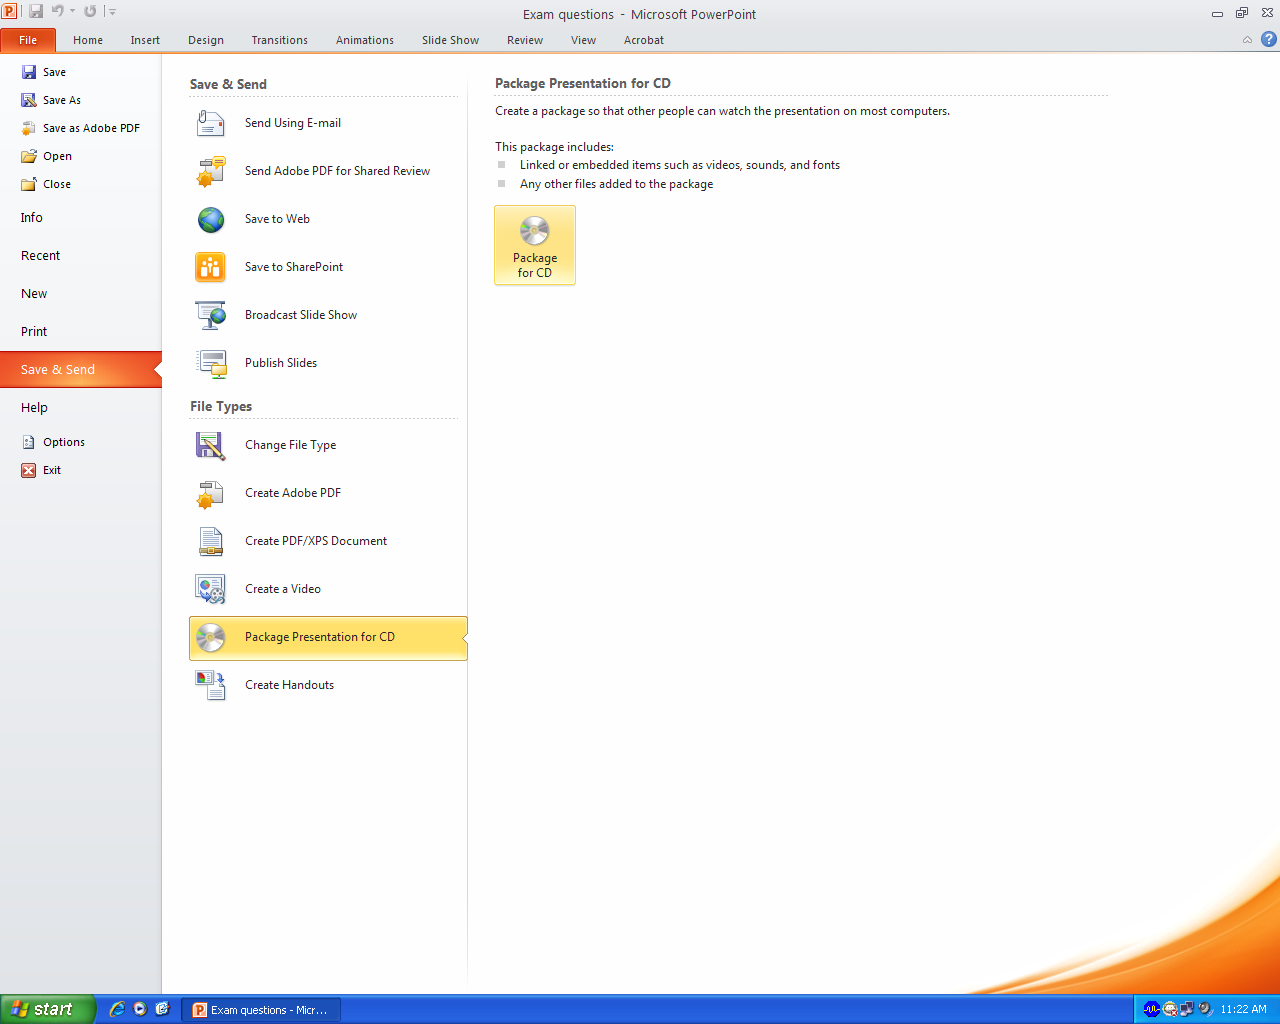 Exam questions - Microsoft PowerPoint
File Home Insert Design Transitions Animations Slide Show Review View Acrobat
Save
Save As
Save as Adobe PDF
Open
Close
Info
Recent
New
Print
Save & Send
Help
Options
Exit
Save & Send
Send Using E-mail
Send Adobe PDF for Shared Review
Save to Web
Save to SharePoint
Broadcast Slide Show
Publish Slides
File Types
Change File Type
Create Adobe PDF
Create PDF/XPS Document
Create a Video
Package Presentation for CD
Create Handouts
Package Presentation for CD
Create a package so that other people can watch the presentation on most computers.
This package includes:
Linked or embedded items such as videos, sounds, and fonts
Any other files added to the package
Package
for CD
start
Exam questions - Micr...
11:22 AM